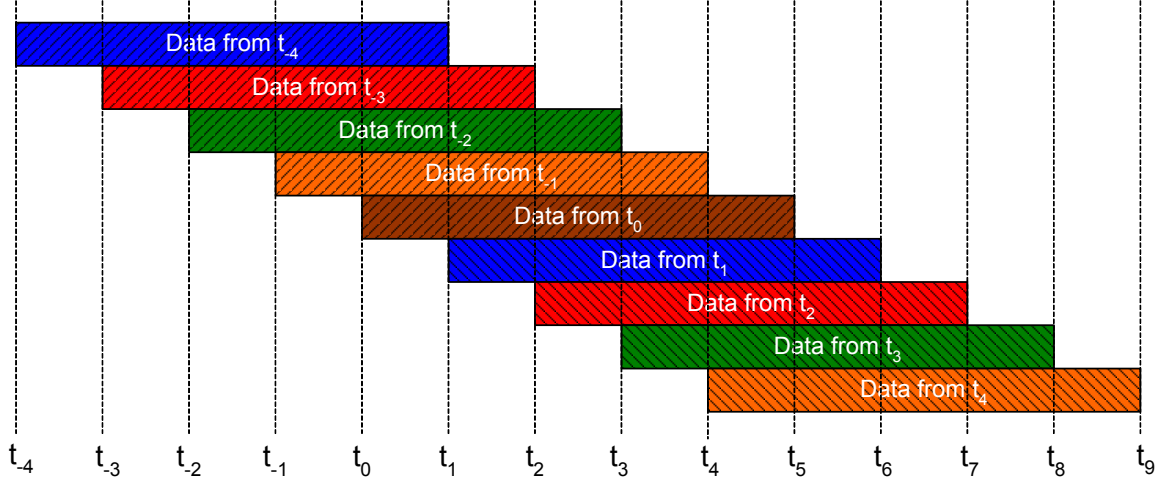 Data from t-4
Data from t-3
Data from t-2
Data from t-1
Data from t0
Data from t1
Data from t2
Data from t3
Data from t4
t-4 t-3 t-2 t-1 t0 t1 t2 t3 t4 t5 t6 t7 t8 t9